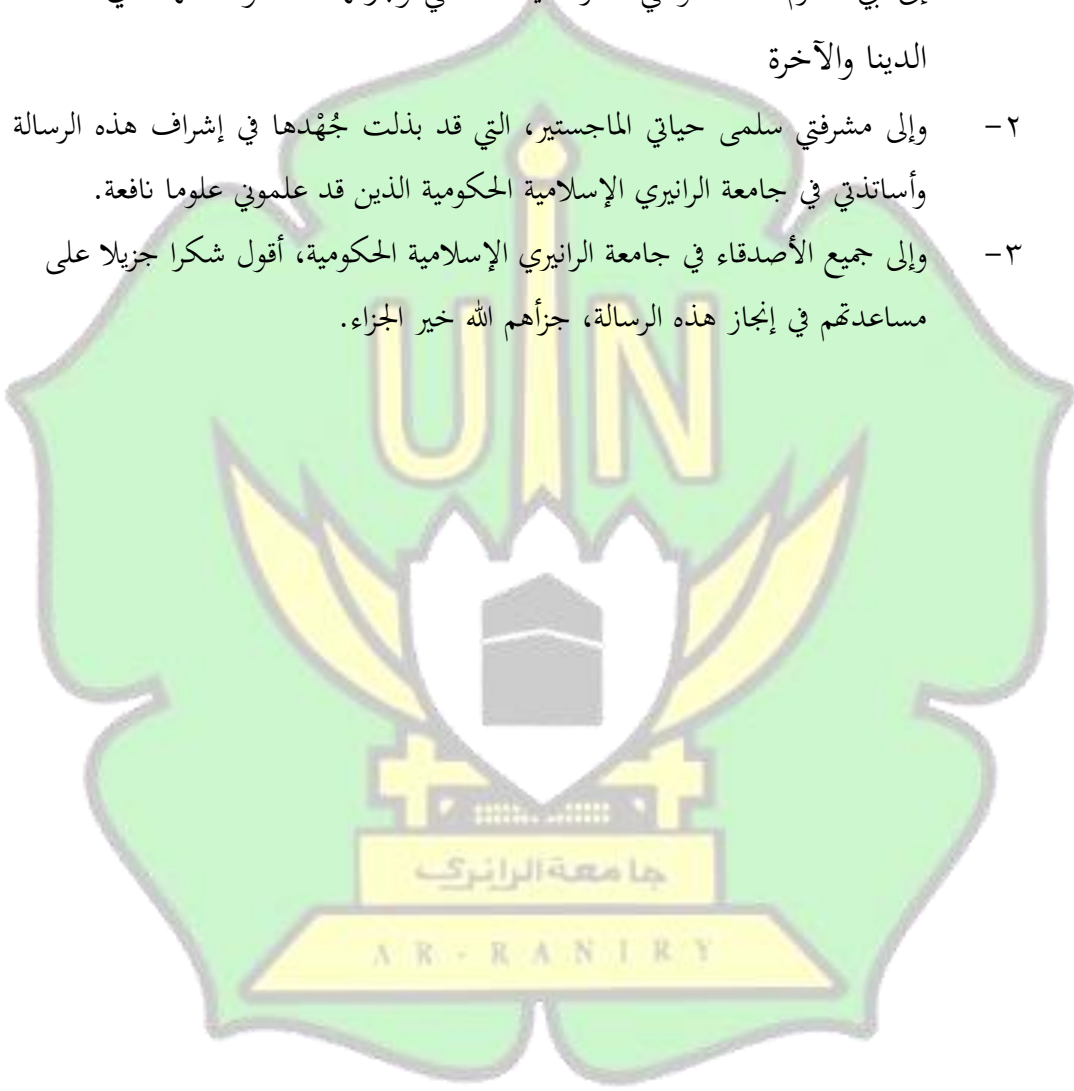 الدينا والآخرة
٢- وإلى مشرفتي سلمى حياتي الماجستير، التي قد بذلت جُهْدها في إشراف هذه الرسالة
وأساتذتي في جامعة الرانيري الإسلامية الحكومية الذين قد علموني علوما نافعة.
٣- وإلى جميع الأصدقاء في جامعة الرانيري الإسلامية الحكومية، أقول شكرا جزيلا على
مساعدتهم في إنجاز هذه الرسالة، جزأهم الله خير الجزاء.
UIN
جامعة الرانري
AR-RANIRY